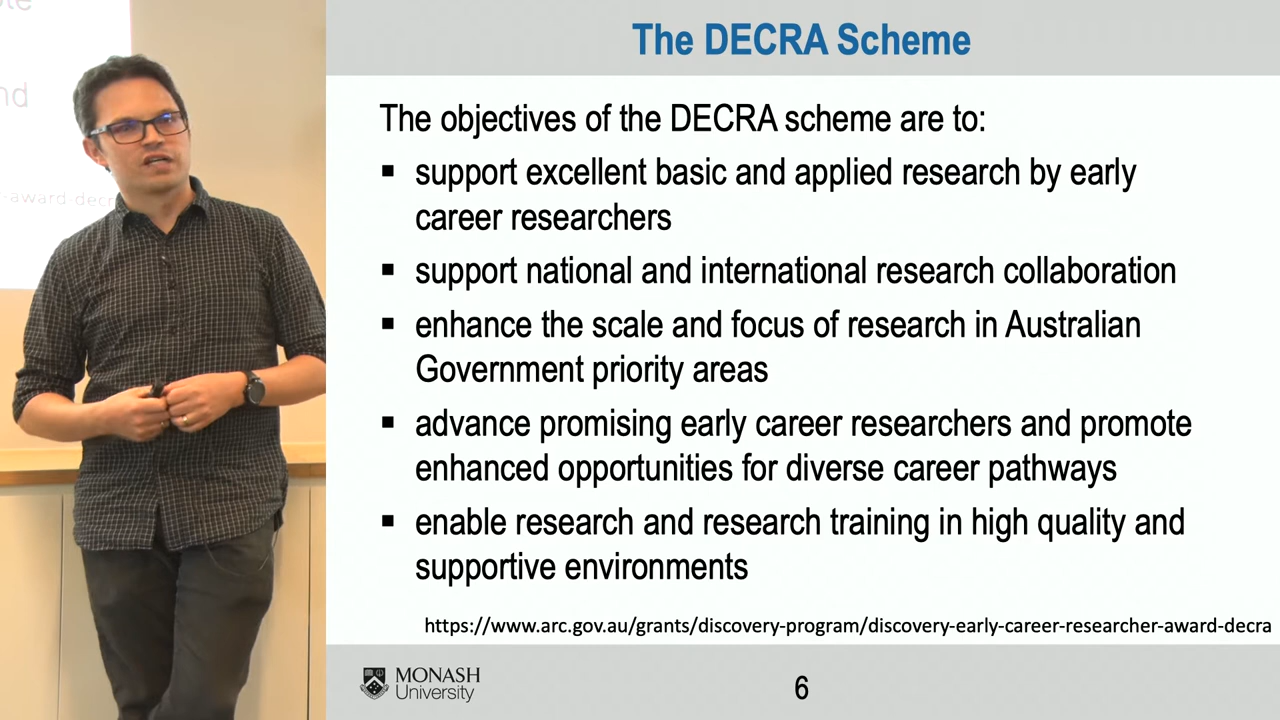 The DECRA Scheme
The objectives of the DECRA scheme are to:
▪ support excellent basic and applied research by early
career researchers
▪ support national and international research collaboration
▪ enhance the scale and focus of research in Australian
Government priority areas
▪ advance promising early career researchers and promote
enhanced opportunities for diverse career pathways
▪ enable research and research training in high quality and
supportive environments
https://www.arc.gov.au/grants/discovery-program/discovery-early-career-researcher-award-decra
MONASH
University
6
-award-decr